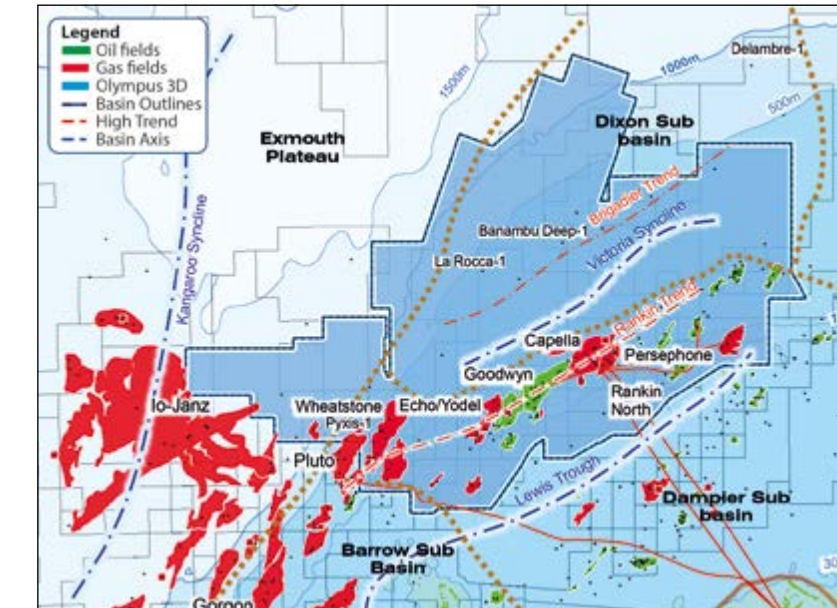 Legend
Oil fields
Gas fields
Olympus 3D
Basin Outlines
High Trend
Basin Axis
Delambre-1
1000m
1500m
500m
Exmouth
Plateau
Dixon Sub
basin
Brigadier Trend
Kangaroo Syncline
Banambu Deep-1
Victoria Syncline
La Rocca-1
Rankin Trend
Capella
Persephone
Goodwyn
Io-Janz
Wheatstone
Echo/Yodel
Rankin
North
Pyxis-1
Pluto
Lewis Trough
Dampier Sub
basin
Barrow Sub
Basin
Gorgon